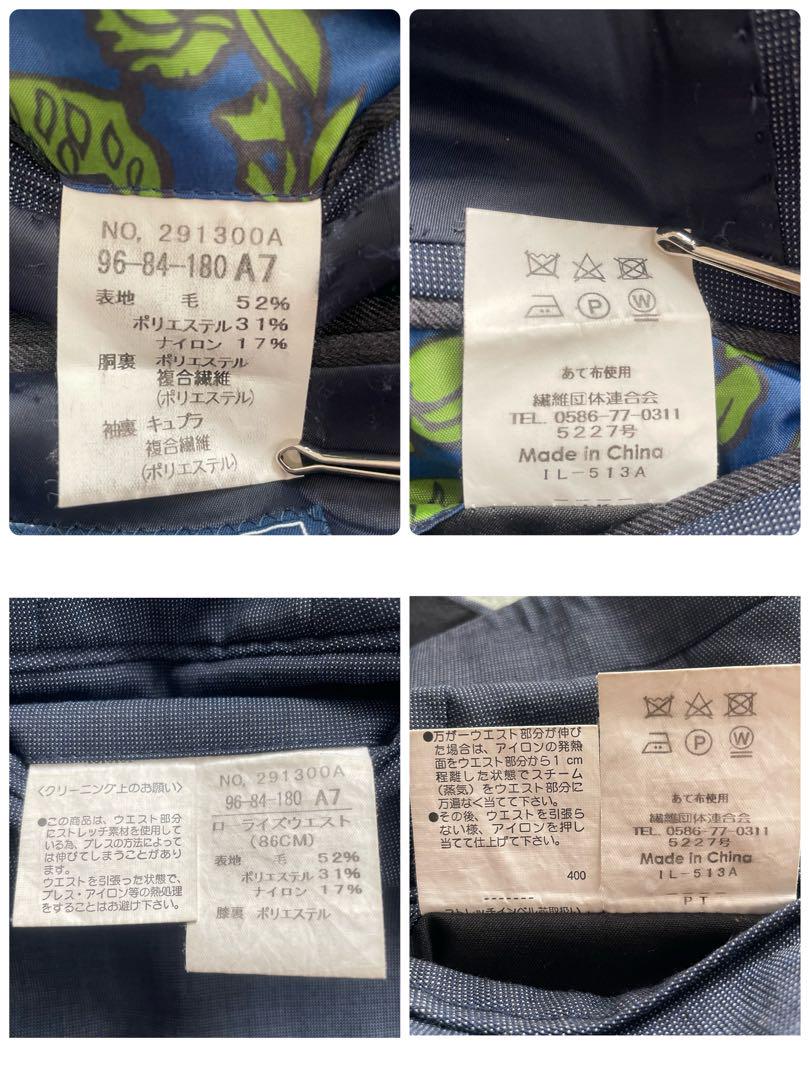 NO. 291300A
96-84-180 A7
表地 毛 52%
ポリエステル31%
ナイロン 17%
胴裏 ポリエステル
複合繊維
(ポリエステル)
袖裏 キュプラ
複合繊維
(ポリエステル)
P
W
あて布使用
繊維団体連合会
TEL. 0586-77-0311
5227号
Made in China
IL-513A
〈クリーニング上のお願い〉
●この商品は、ウエスト部分
にストレッチ素材を使用して
いる為、プレスの方法によって
は伸びてしまうことがあり
ます。
ウエストを引張った状態で、
プレス・アイロン等の熱処理
をすることはお避け下さい。
NO. 291300A
96-84-180 A7
ローライズウエスト
(86CM)
表地 毛 52%
ポリエステル31%
ナイロン 17%
膝裏 ポリエステル
●万が一ウエスト部分が伸び
た場合は、アイロンの発熱
面をウエスト部分から1cm
程離した状態でスチーム
(蒸気)をウエスト部分に
万遍なく当てて下さい。
●その後、ウエストを引張ら
ない様、アイロンを押し
当てて仕上げて下さい。
400
P
W
あて布使用
繊維団体連合会
TEL. 0586-77-0311
5227号
Made in China
IL-513A
PT